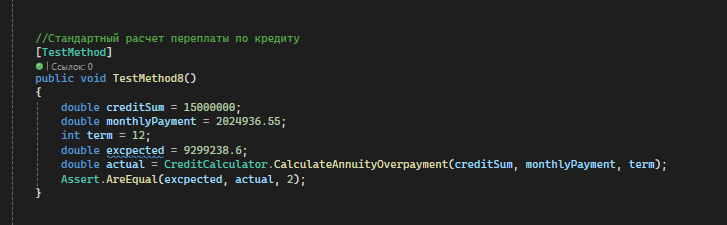 //Стандартный расчет переплаты по кредиту
[TestMethod]
| Ссылок: 0
public void TestMethod8()
{
double creditSum = 15000000;
double monthlyPayment = 2024936.55;
int term = 12;
double excpected = 9299238.6;
double actual = CreditCalculator.CalculateAnnuityOverpayment(creditSum, monthlyPayment, term);
Assert.AreEqual(excpected, actual, 2);
}